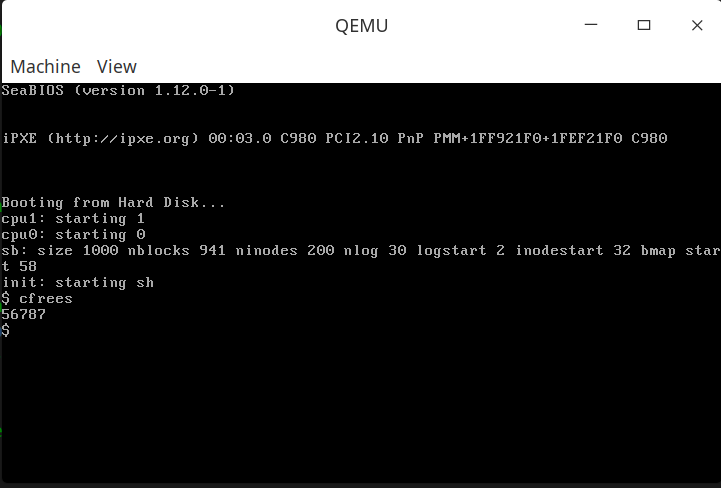 QEMU
Machine View
SeaBIOS (version 1.12.0-1)
iPXE (http://ipxe.org) 00:03.0 C980 PCI2.10 PnP PMM+1FF921F0+1FEF21F0 C980
Booting from Hard Disk...
cpu1: starting 1
cpu0: starting 0
sb: size 1000 nblocks 941 ninodes 200 nlog 30 logstart 2 inodestart 32 bmap star
t 58
init: starting sh
$ cfrees
56787
$